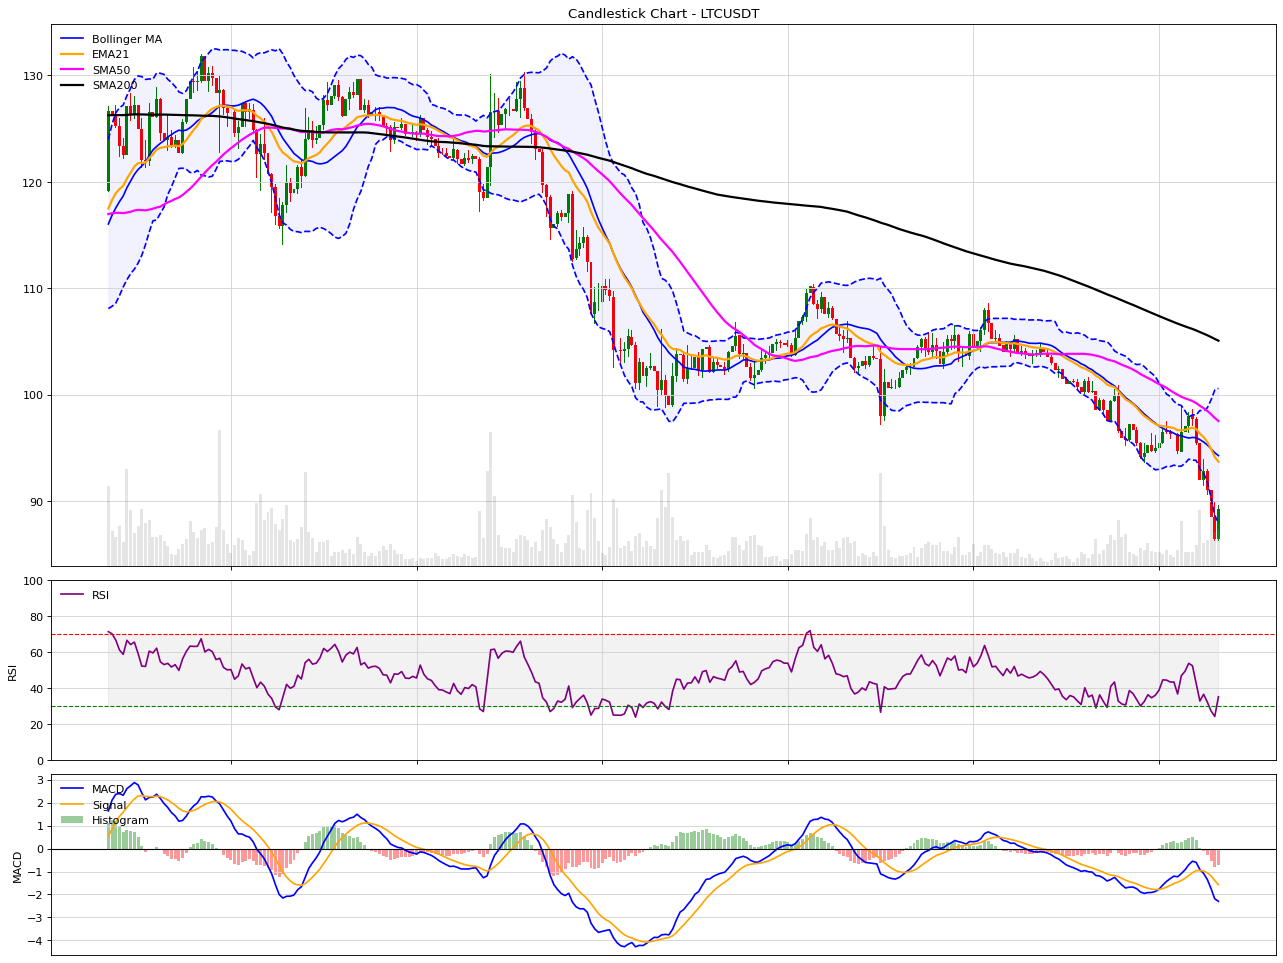 Candlestick Chart - LTCUSDT
Bollinger MA
EMA21
SMA50
SMA200
130
120
110
100
90
100
80
60
40
20
0
RSI
RSI
3
2
1
0
−1
−2
−3
−4
MACD
MACD
Signal
Histogram